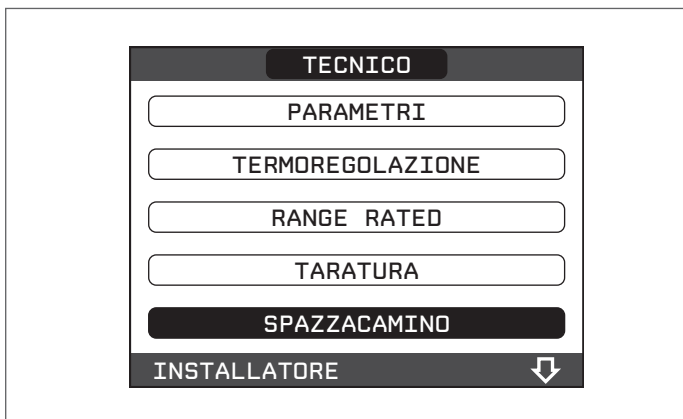 TECNICO
PARAMETRI
TERMOREGOLAZIONE
RANGE RATED
TARATURA
SPAZZACAMINO
INSTALLATORE